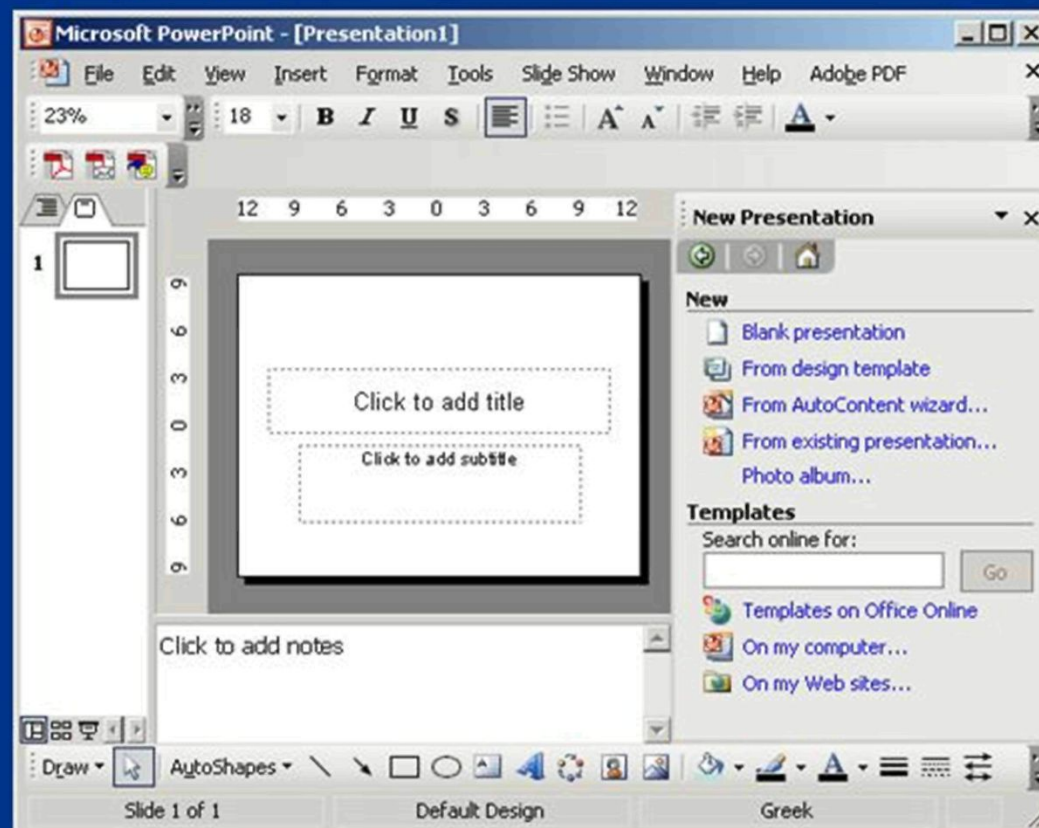 Microsoft PowerPoint - [Presentation1]
File Edit View Insert Format Tools Slide Show Window Help Adobe PDF
23% 18 B I U S A A A
12 9 6 3 0 3 6 9 12
New Presentation
1
9
6
3
0
3
6
9
New
Blank presentation
From design template
From AutoContent wizard...
From existing presentation...
Photo album...
Click to add title
Click to add subtitle
Templates
Search online for:
Go
Templates on Office Online
On my computer...
On my Web sites...
Click to add notes
Draw AutoShapes A A
Slide 1 of 1 Default Design Greek